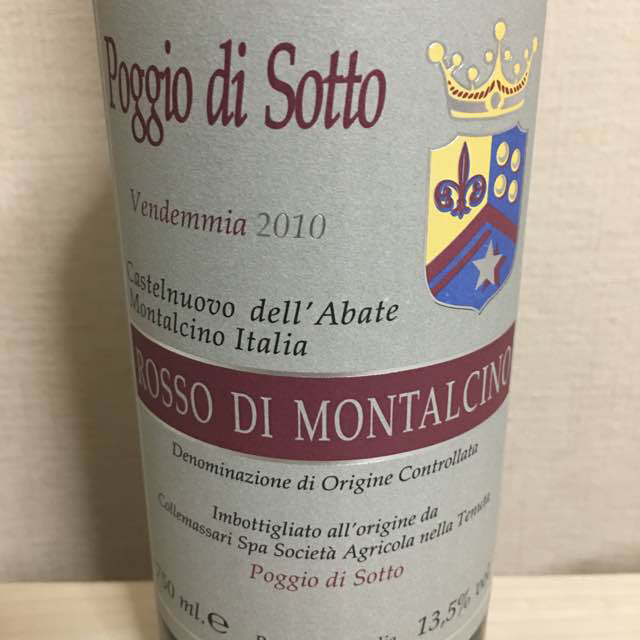 Poggio di Sotto
Vendemmia 2010
Castelnuovo dell'Abate
Montalcino Italia
ROSSO DI MONTALCINO
Denominazione di Origine Controllata
Imbottigliato all'origine da
Collemassari Spa Società Agricola nella Tenuta
Poggio di Sotto
750 ml. e 13,5% vol